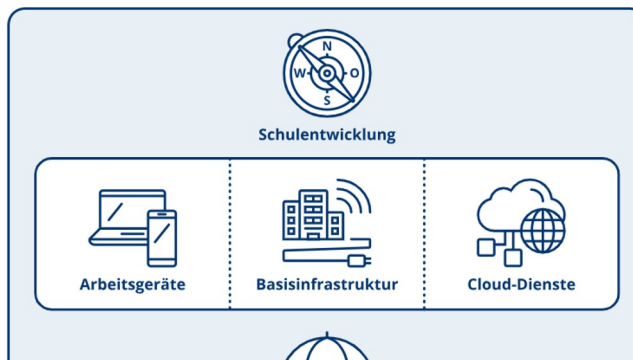 N
W O
S
Schulentwicklung
Arbeitsgeräte Basisinfrastruktur Cloud-Dienste